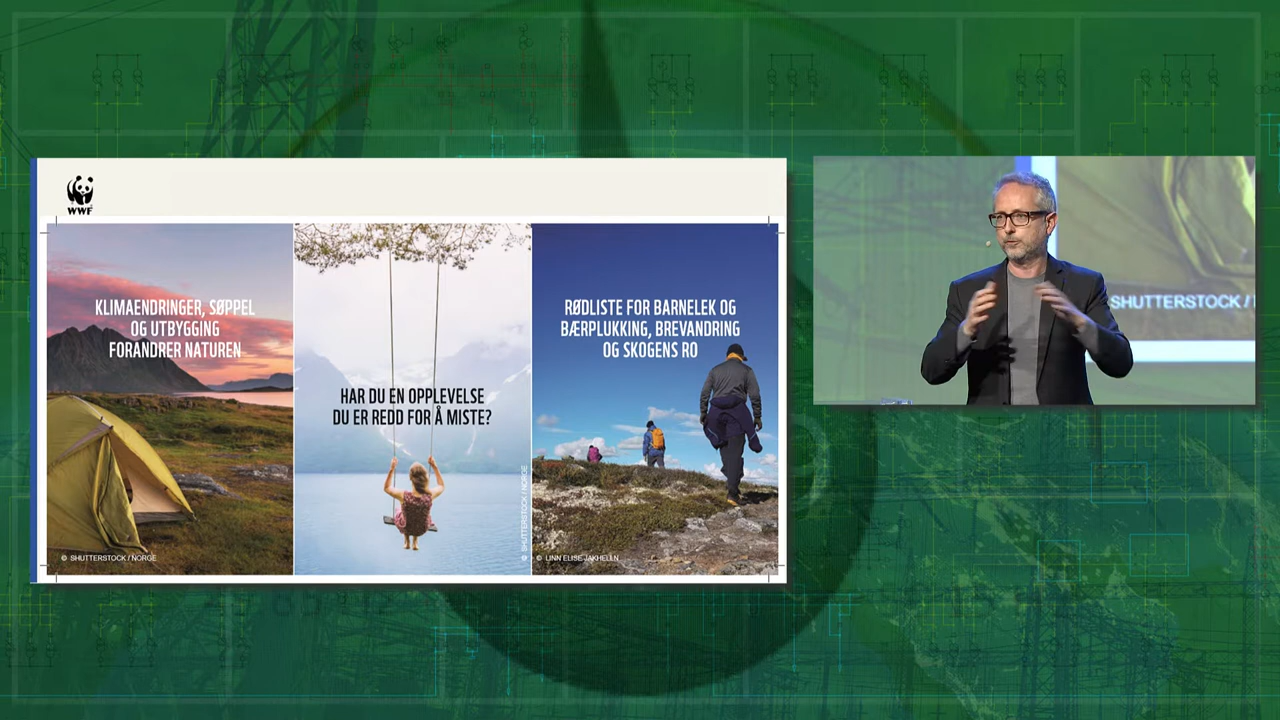 WWF
KLIMAENDRINGER, SØPPEL
OG UTBYGGING
FORANDRER NATUREN
© SHUTTERSTOCK / NORGE
HAR DU EN OPPLEVELSE
DU ER REDD FOR Å MISTE?
© SHUTTERSTOCK / NORGE
RØDLISTE FOR BARNELEK OG
BÆRPLUKKING, BREVANDRING
OG SKOGENS RO
© LINN ELISE JAKHELLN
SHUTTERSTOCK /